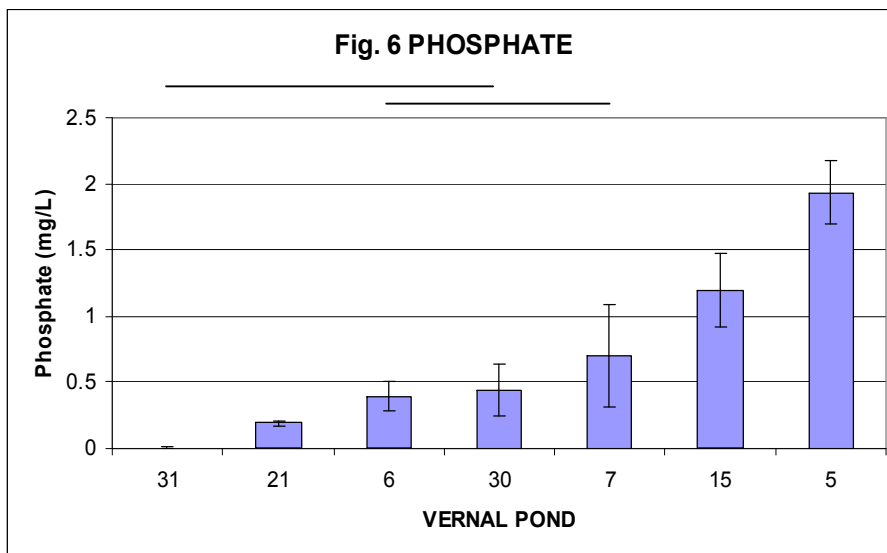 Fig. 6 PHOSPHATE
2.5
2
1.5
1
0.5
0
Phosphate (mg/L)
31 21 6 30 7 15 5
VERNAL POND